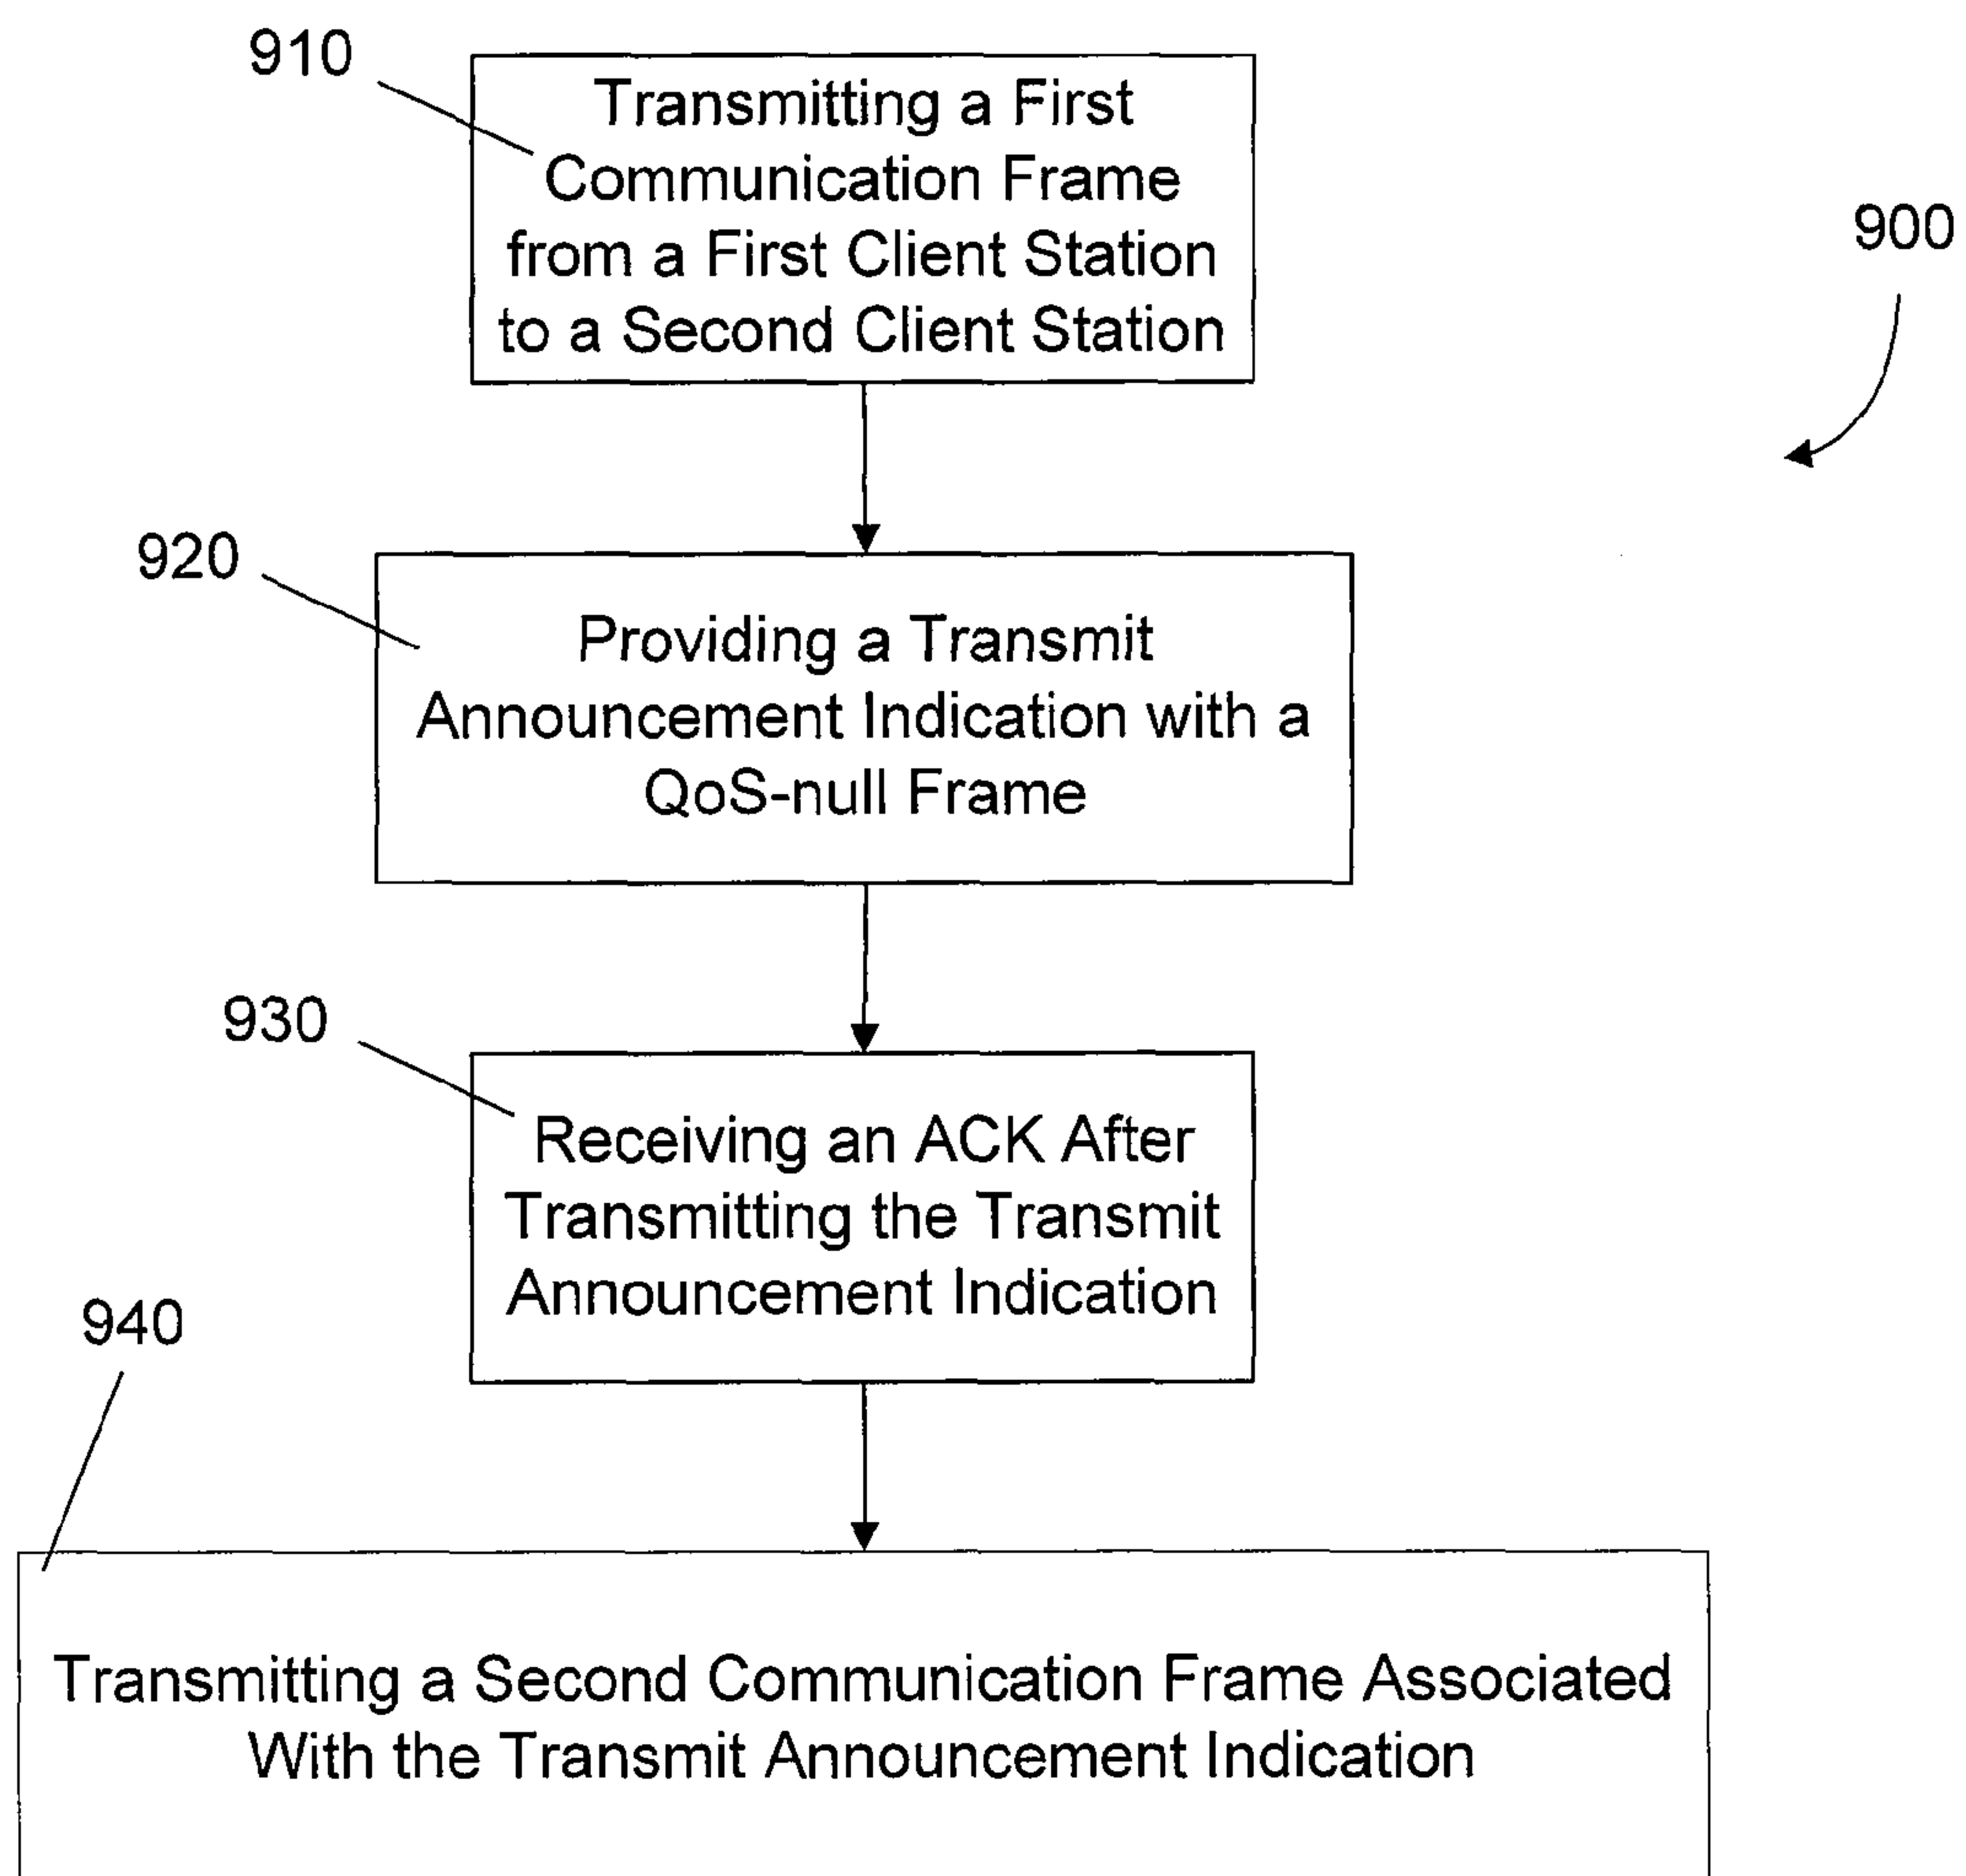 910
Transmitting a First
Communication Frame
from a First Client Station
to a Second Client Station
900
920
Providing a Transmit
Announcement Indication with a
QoS-null Frame
930
Receiving an ACK After
Transmitting the Transmit
Announcement Indication
940
Transmitting a Second Communication Frame Associated
With the Transmit Announcement Indication